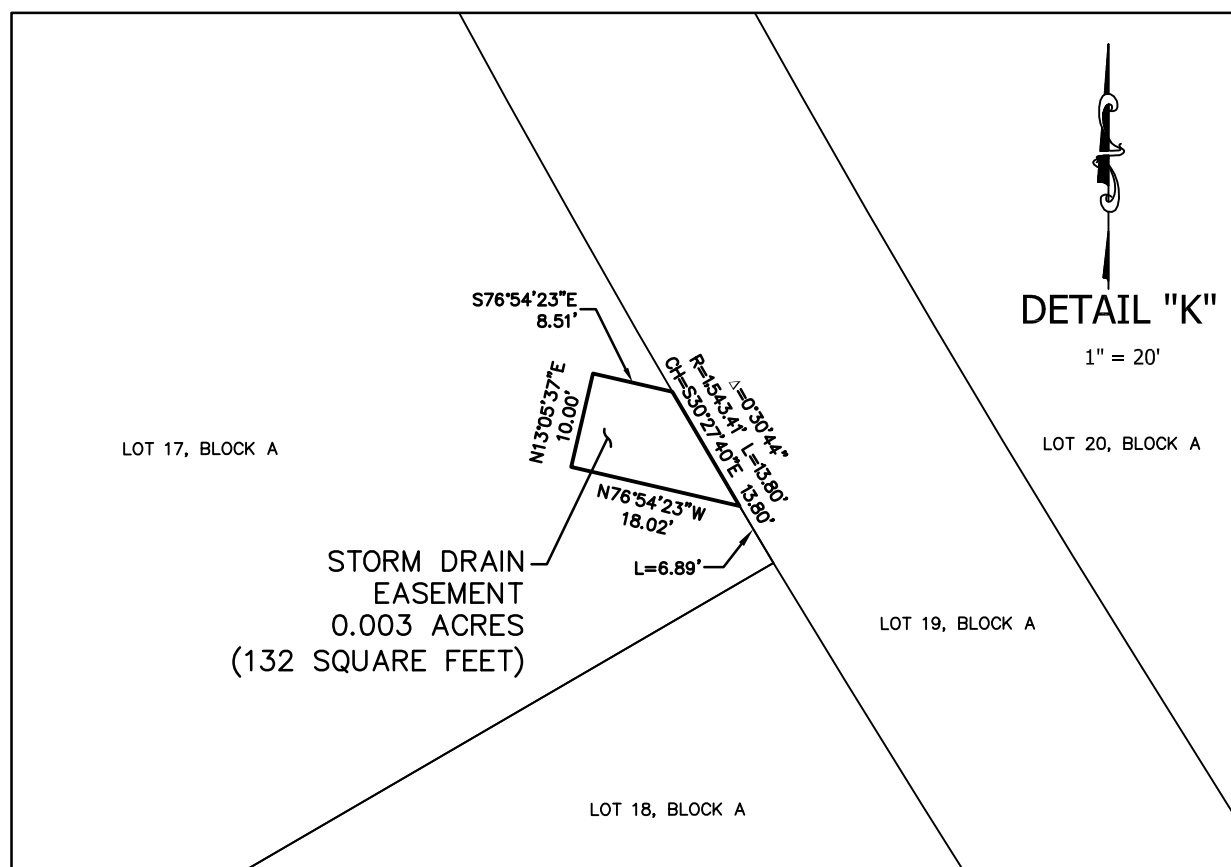 DETAIL "K"
1" = 20'
S76°54'23"E
8.51'
N13°05'37"E
10.00'
△=0°30'44"
R=1,543.41' L=13.80'
CH=S30°27'40"E 13.80'
LOT 17, BLOCK A
LOT 20, BLOCK A
N76°54'23"W
18.02'
STORM DRAIN
EASEMENT
0.003 ACRES
(132 SQUARE FEET)
L=6.89'
LOT 19, BLOCK A
LOT 18, BLOCK A